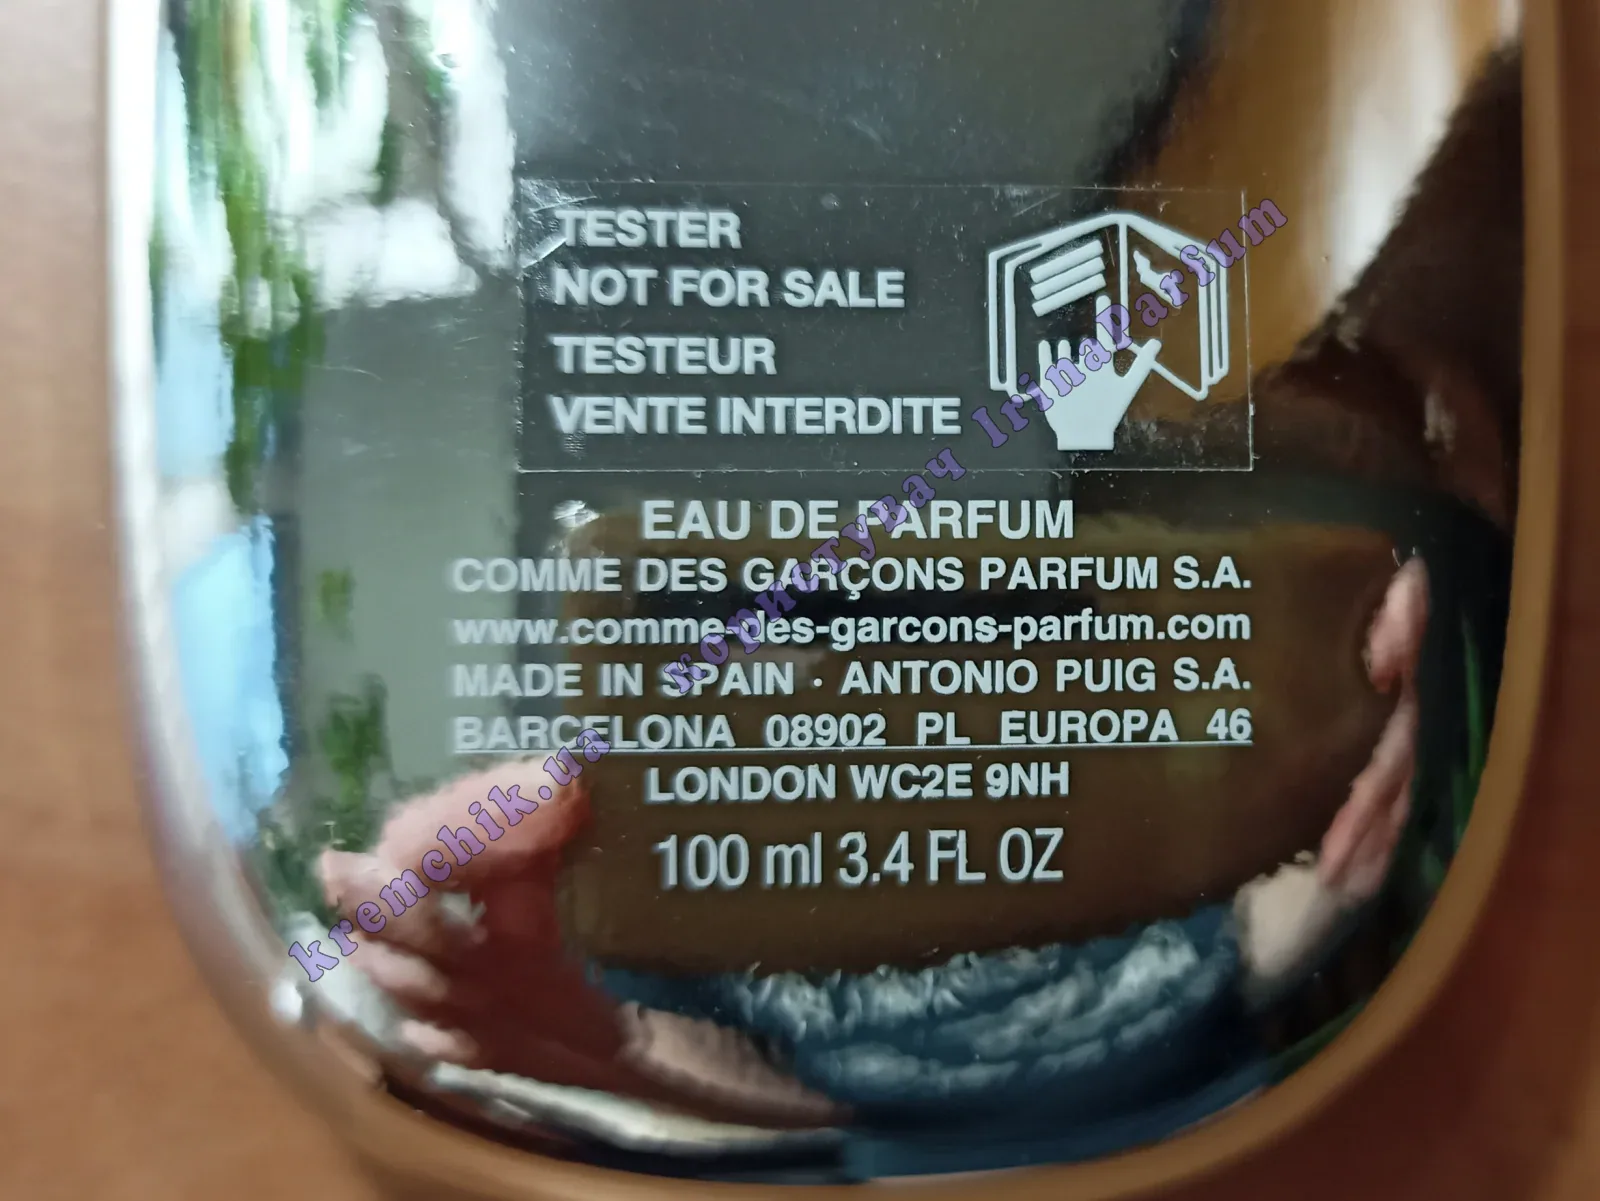 TESTER
NOT FOR SALE
TESTEUR
VENTE INTERDITE
EAU DE PARFUM
COMME DES GARÇONS PARFUM S.A.
www.comme-des-garcons-parfum.com
MADE IN SPAIN · ANTONIO PUIG S.A.
BARCELONA 08902 PL EUROPA 46
LONDON WC2E 9NH
100 ml 3.4 FL OZ
kremchik.ua користувач IrinaParfum